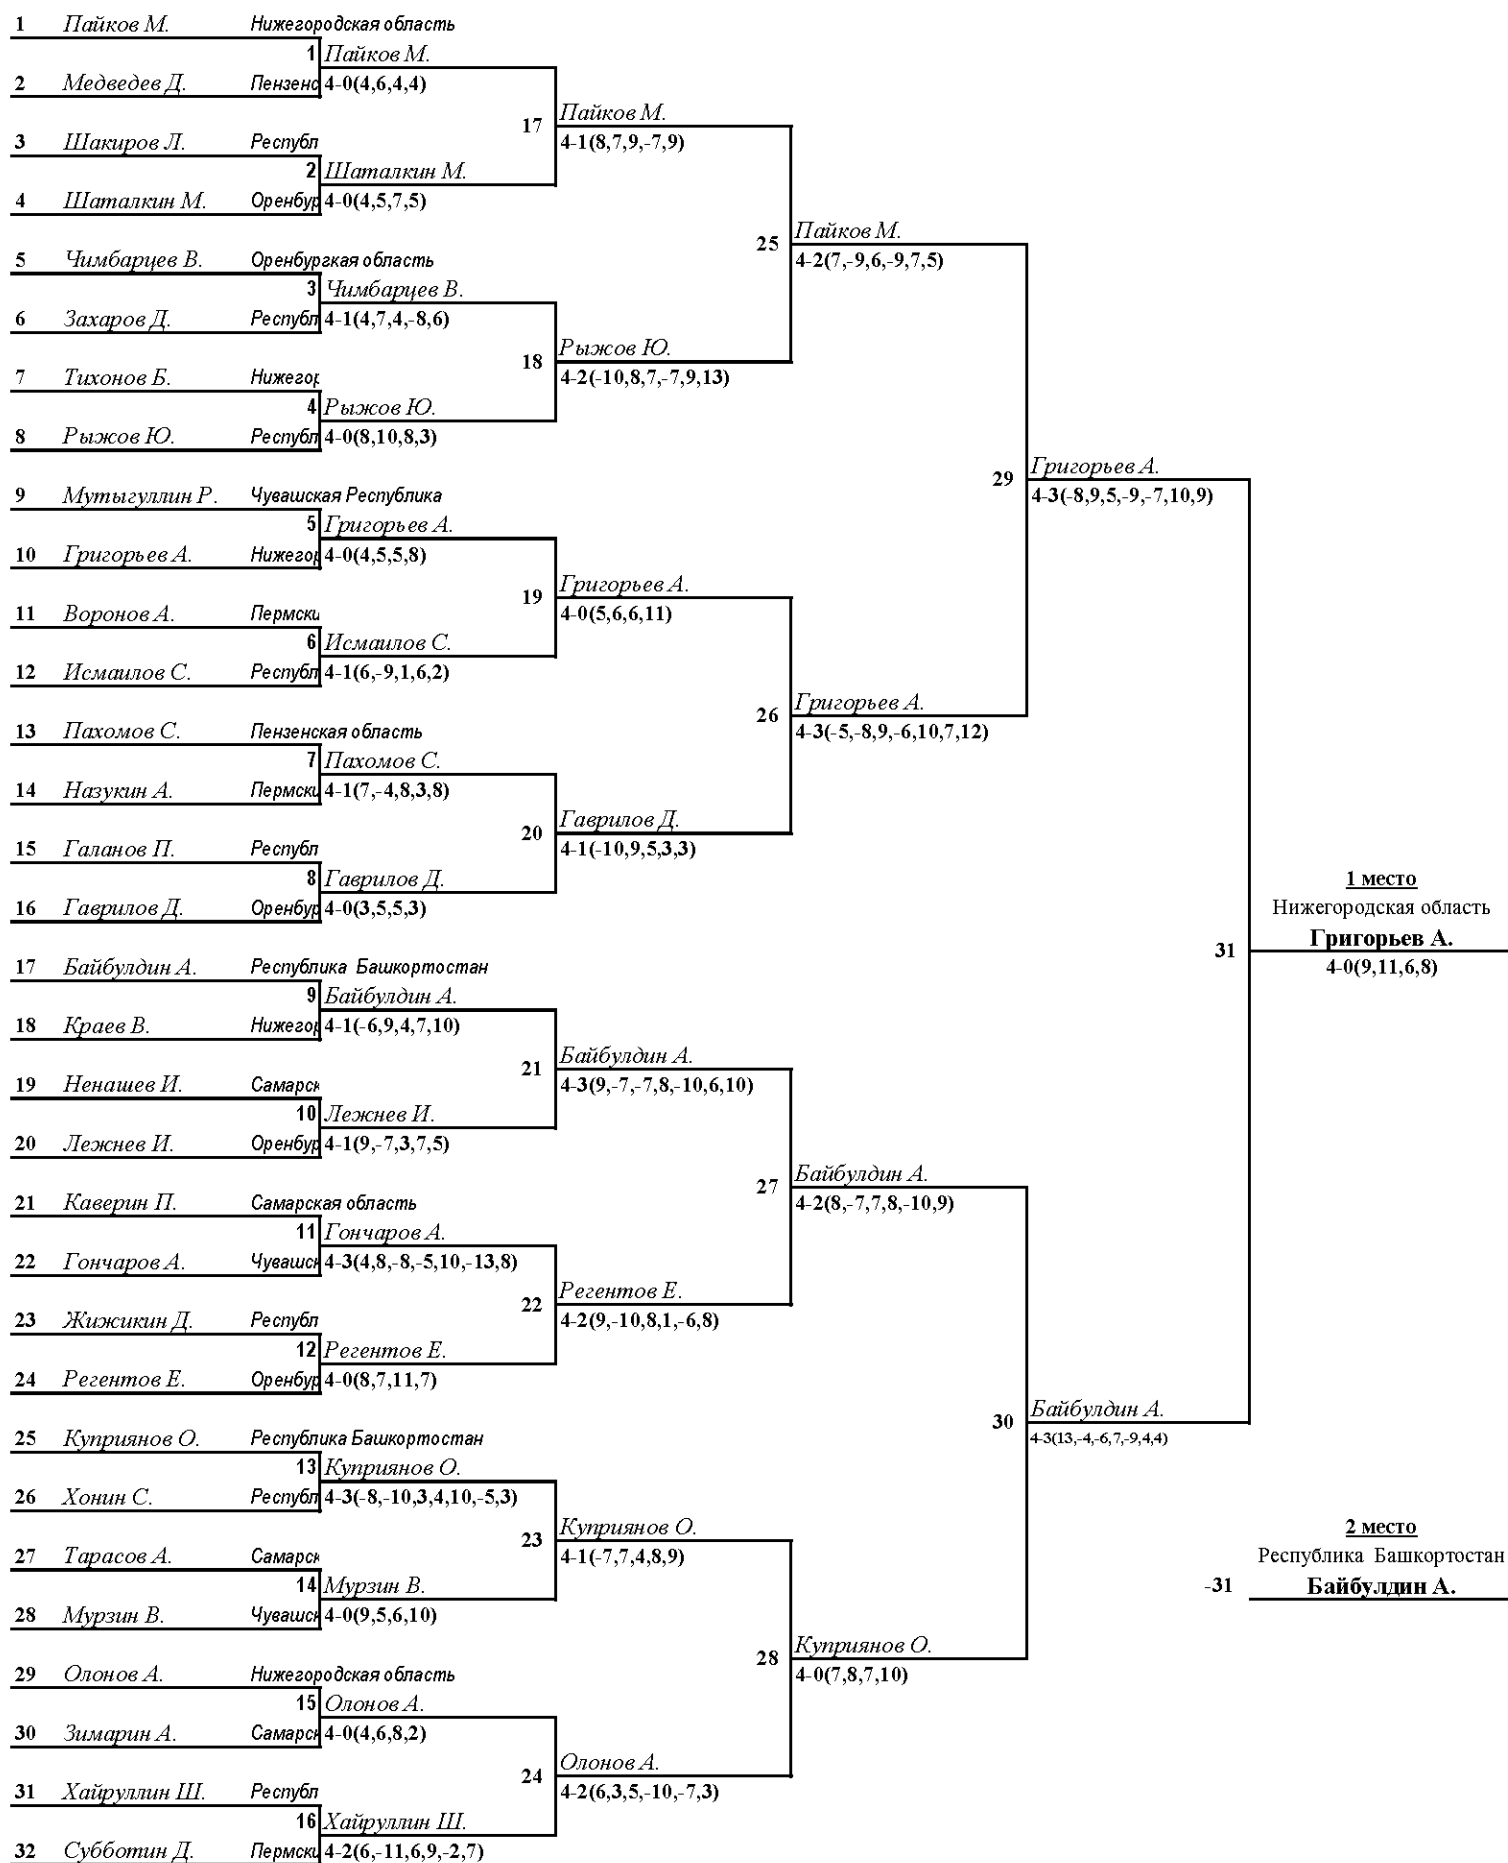 1 Пайков М. Нижегородская область
1 Пайков М.
2 Медведев Д. Пензенс 4-0(4,6,4,4)
17 Пайков М.
3 Шакиров Л. Республ 4-1(8,7,9,-7,9)
2 Шаталкин М.
4 Шаталкин М. Оренбур 4-0(4,5,7,5)
25 Пайков М.
5 Чимбарцев В. Оренбургкая область 4-2(7,-9,6,-9,7,5)
3 Чимбарцев В.
6 Захаров Д. Республ 4-1(4,7,4,-8,6)
18 Рыжов Ю.
7 Тихонов Б. Нижегор 4-2(-10,8,7,-7,9,13)
4 Рыжов Ю.
8 Рыжов Ю. Республ 4-0(8,10,8,3)
29 Григорьев А.
9 Мутыгуллин Р. Чувашская Республика 4-3(-8,9,5,-9,-7,10,9)
5 Григорьев А.
10 Григорьев А. Нижегор 4-0(4,5,5,8)
19 Григорьев А.
11 Воронов А. Пермски 4-0(5,6,6,11)
6 Исмаилов С.
12 Исмаилов С. Республ 4-1(6,-9,1,6,2)
26 Григорьев А.
13 Пахомов С. Пензенская область 4-3(-5,-8,9,-6,10,7,12)
7 Пахомов С.
14 Назукин А. Пермски 4-1(7,-4,8,3,8)
20 Гаврилов Д.
15 Галанов П. Республ 4-1(-10,9,5,3,3)
8 Гаврилов Д. 1 место
16 Гаврилов Д. Оренбур 4-0(3,5,5,3) Нижегородская область
31 Григорьев А.
17 Байбулдин А. Республика Башкортостан 4-0(9,11,6,8)
9 Байбулдин А.
18 Краев В. Нижегор 4-1(-6,9,4,7,10)
21 Байбулдин А.
19 Ненашев И. Самарск 4-3(9,-7,-7,8,-10,6,10)
10 Лежнев И.
20 Лежнев И. Оренбур 4-1(9,-7,3,7,5)
27 Байбулдин А.
21 Каверин П. Самарская область 4-2(8,-7,7,8,-10,9)
11 Гончаров А.
22 Гончаров А. Чувашск 4-3(4,8,-8,-5,10,-13,8)
22 Регентов Е.
23 Жижикин Д. Республ 4-2(9,-10,8,1,-6,8)
12 Регентов Е.
24 Регентов Е. Оренбур 4-0(8,7,11,7)
30 Байбулдин А.
25 Куприянов О. Республика Башкортостан 4-3(13,-4,-6,7,-9,4,4)
13 Куприянов О.
26 Хонин С. Республ 4-3(-8,-10,3,4,10,-5,3)
23 Куприянов О. 2 место
27 Тарасов А. Самарск 4-1(-7,7,4,8,9) Республика Башкортостан
14 Мурзин В. -31 Байбулдин А.
28 Мурзин В. Чувашск 4-0(9,5,6,10)
28 Куприянов О.
29 Олонов А. Нижегородская область 4-0(7,8,7,10)
15 Олонов А.
30 Зимарин А. Самарск 4-0(4,6,8,2)
24 Олонов А.
31 Хайруллин Ш. Республ 4-2(6,3,5,-10,-7,3)
16 Хайруллин Ш.
32 Субботин Д. Пермски 4-2(6,-11,6,9,-2,7)